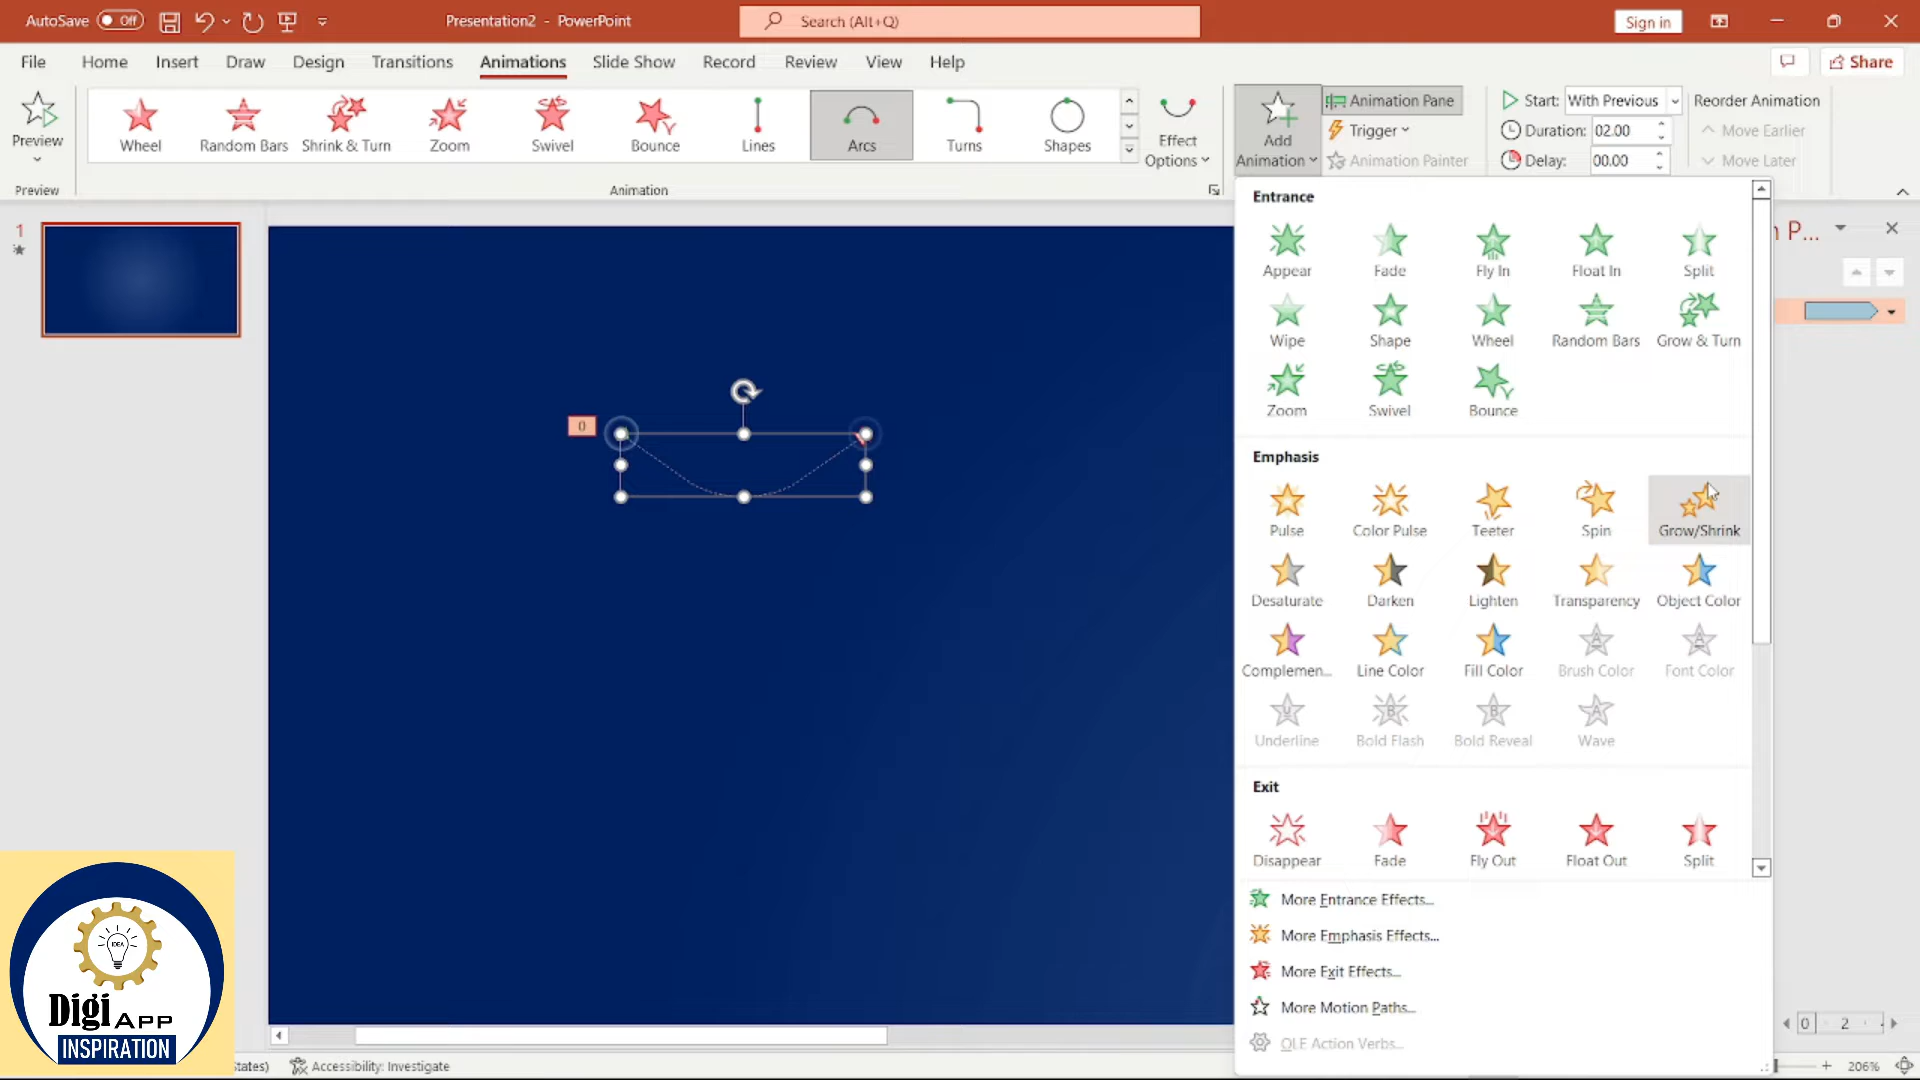 AutoSave Off Presentation2 - PowerPoint Search (Alt+Q) Sign in
File Home Insert Draw Design Transitions Animations Slide Show Record Review View Help Share
Preview Wheel Random Bars Shrink & Turn Zoom Swivel Bounce Lines Arcs Turns Shapes
Effect Options
Add Animation
Animation Pane
Trigger
Animation Painter
Start: With Previous
Duration: 02.00
Delay: 00.00
Reorder Animation
Move Earlier
Move Later
Preview Animation
1
0
Entrance
Appear Fade Fly In Float In Split
Wipe Shape Wheel Random Bars Grow & Turn
Zoom Swivel Bounce
Emphasis
Pulse Color Pulse Teeter Spin Grow/Shrink
Desaturate Darken Lighten Transparency Object Color
Complemen... Line Color Fill Color Brush Color Font Color
Underline Bold Flash Bold Reveal Wave
Exit
Disappear Fade Fly Out Float Out Split
More Entrance Effects...
More Emphasis Effects...
More Exit Effects...
More Motion Paths...
OLE Action Verbs...
P...
0 2
IDEA
Digi APP
INSPIRATION
tates) Accessibility: Investigate
206%